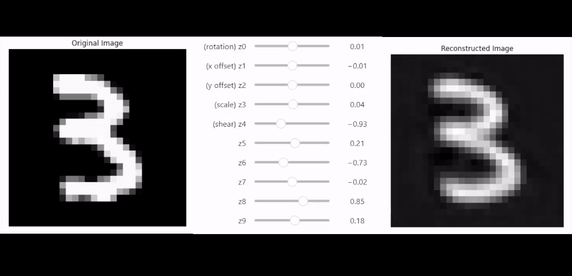 Original Image
(rotation) z0 0.01
(x offset) z1 −0.01
(y offset) z2 0.00
(scale) z3 0.04
(shear) z4 −0.93
z5 0.21
z6 −0.73
z7 −0.02
z8 0.85
z9 0.18
Reconstructed Image
3
3